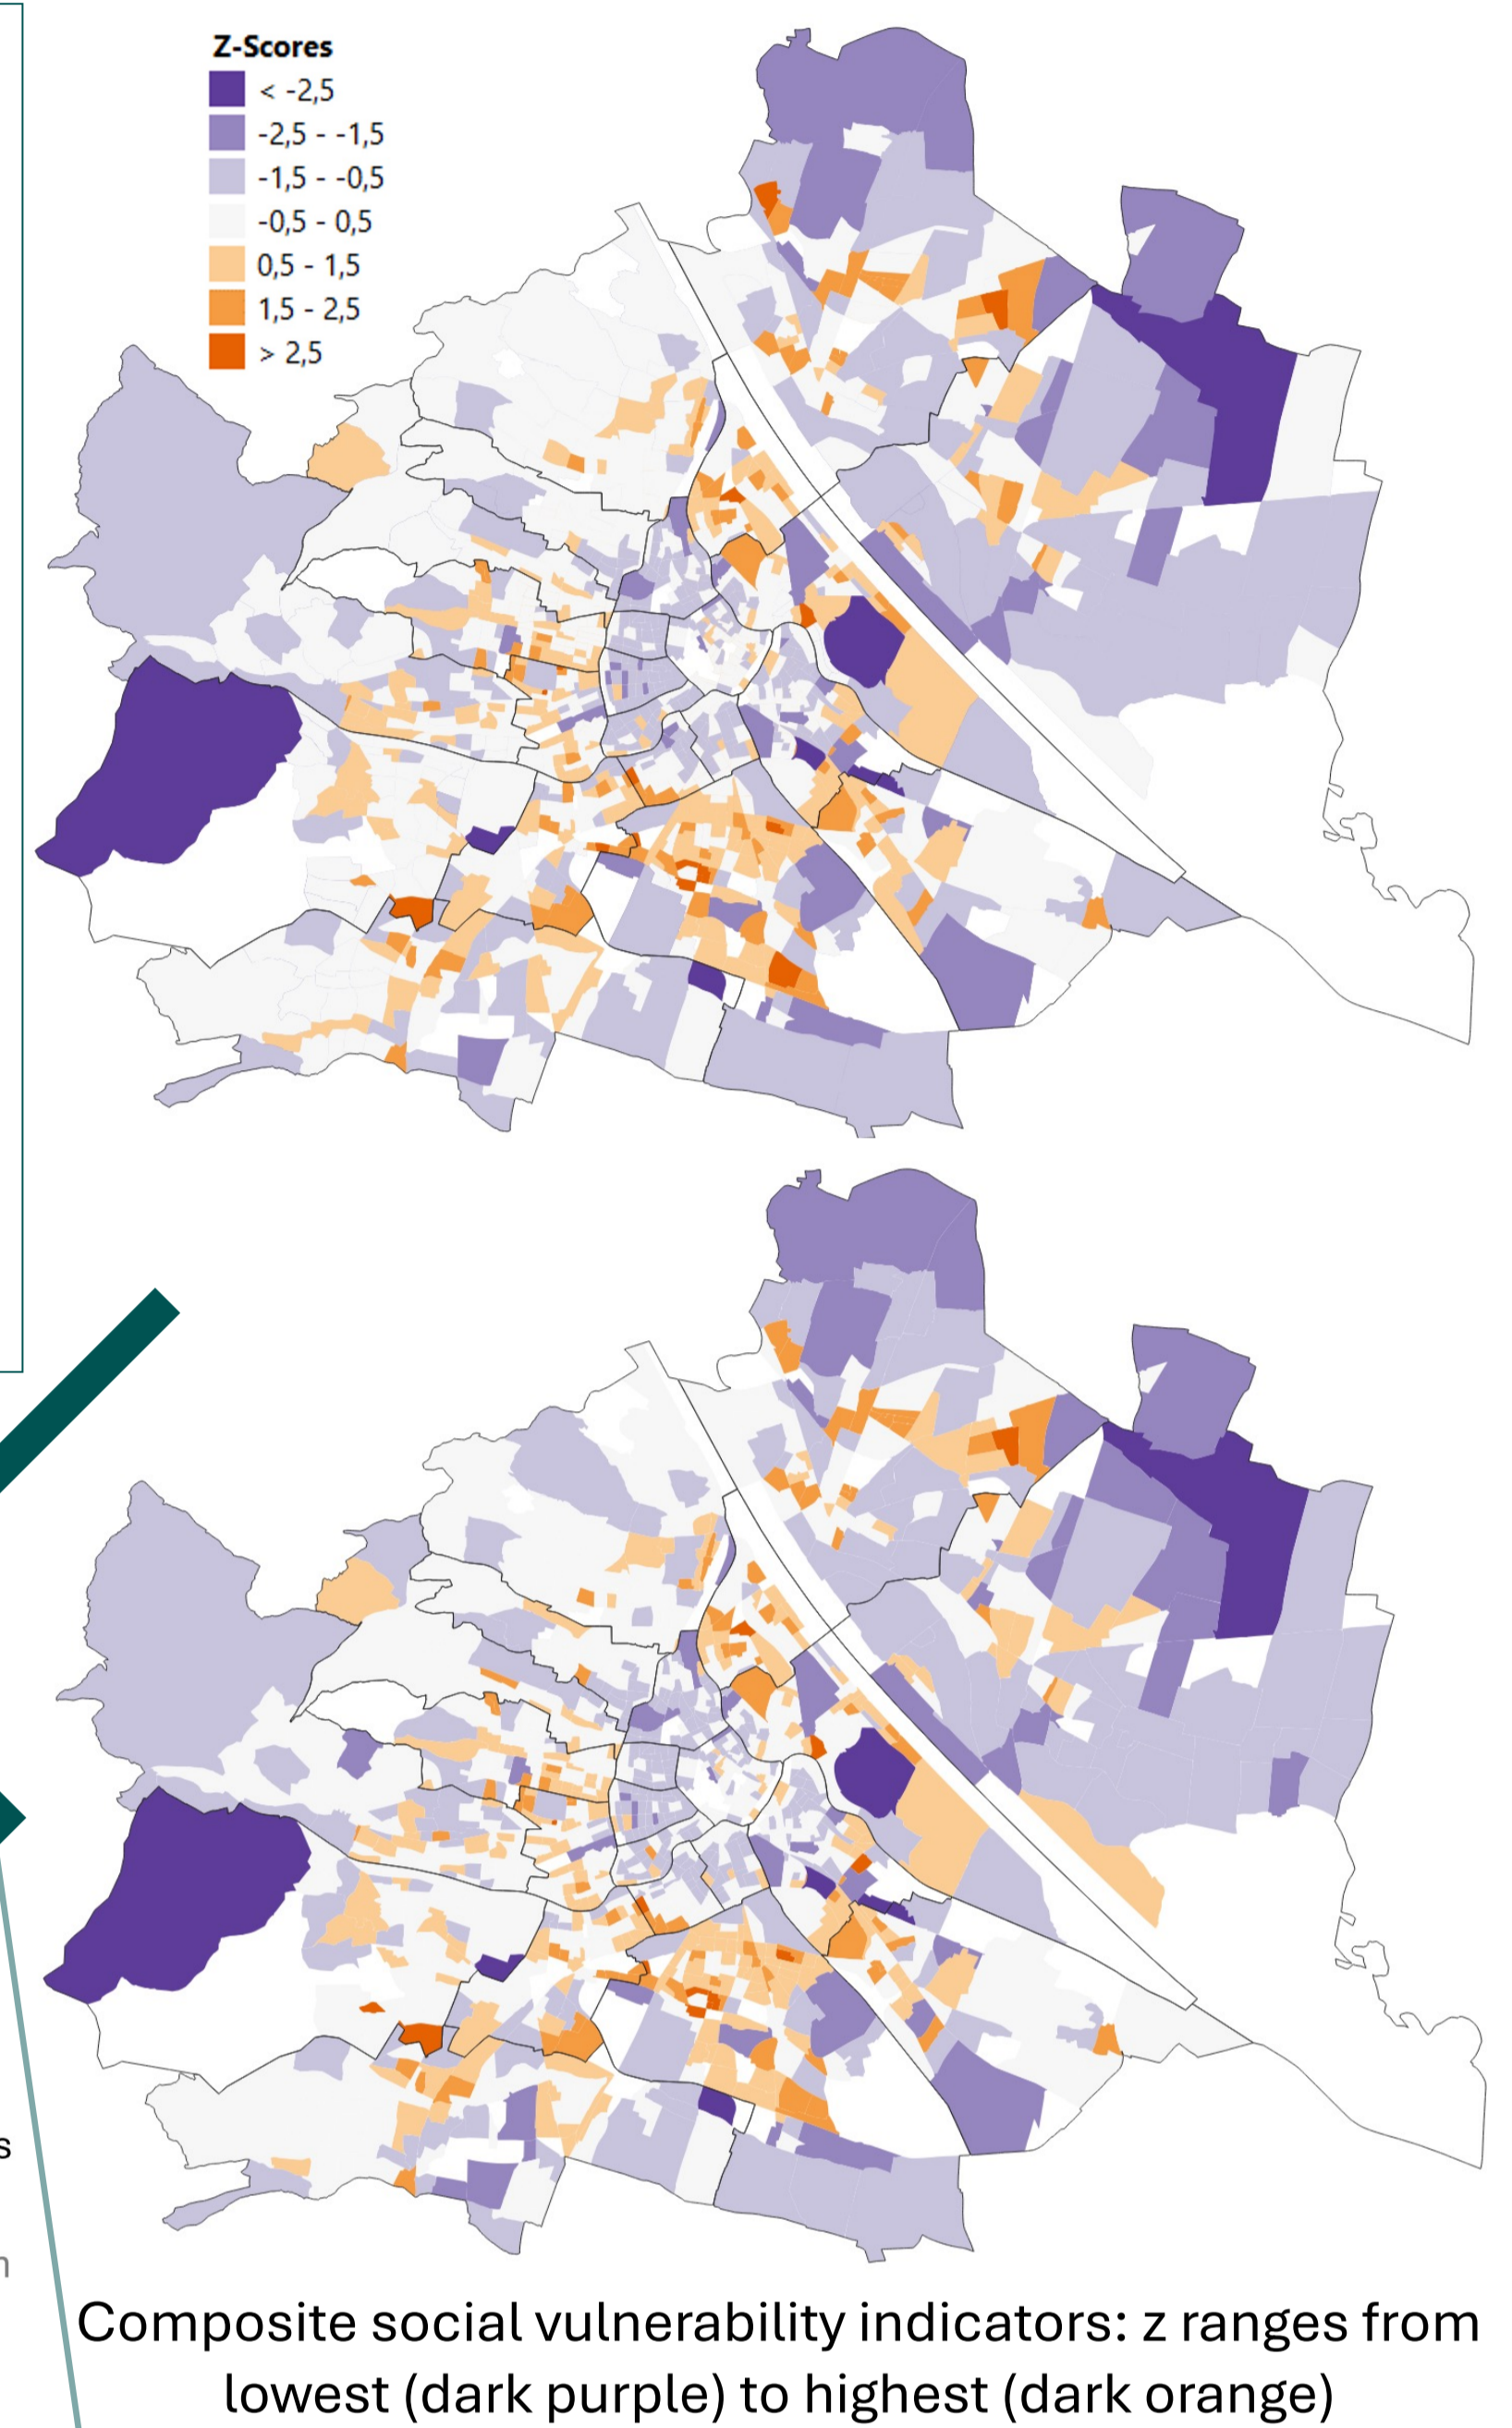 Z-Scores
< -2,5
-2,5 - -1,5
-1,5 - -0,5
-0,5 - 0,5
0,5 - 1,5
1,5 - 2,5
> 2,5
Composite social vulnerability indicators: z ranges from
lowest (dark purple) to highest (dark orange)